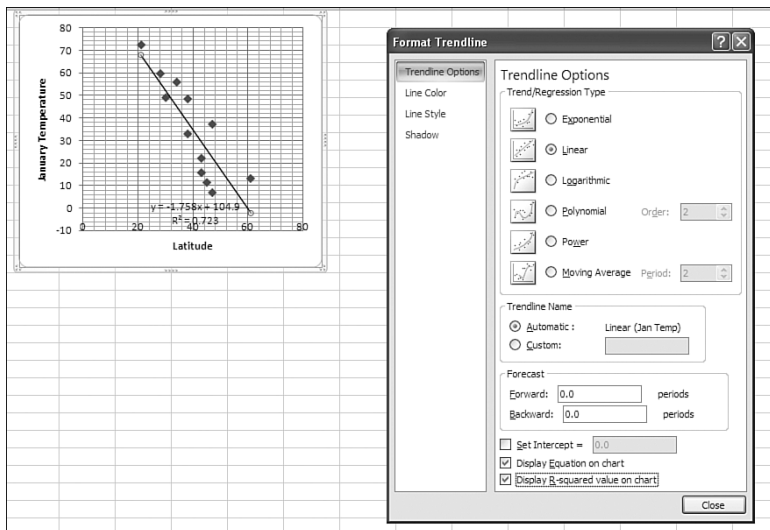 80
70
60
50
40
30
20
10
0
-10
January Temperature
0 20 40 60 80
y = -1.758x + 104.9
R² = 0.723
Latitude
Format Trendline
Trendline Options
Line Color
Line Style
Shadow
Trendline Options
Trend/Regression Type
Exponential
Linear
Logarithmic
Polynomial Order: 2
Power
Moving Average Period: 2
Trendline Name
Automatic : Linear (Jan Temp)
Custom:
Forecast
Forward: 0.0 periods
Backward: 0.0 periods
Set Intercept = 0.0
Display Equation on chart
Display R-squared value on chart
Close